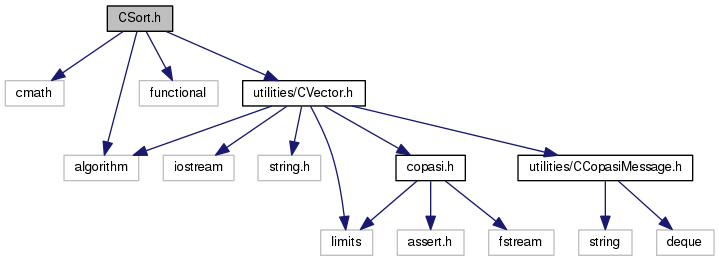 CSort.h
cmath
functional
utilities/CVector.h
algorithm
iostream
string.h
copasi.h
utilities/CCopasiMessage.h
limits
assert.h
fstream
string
deque